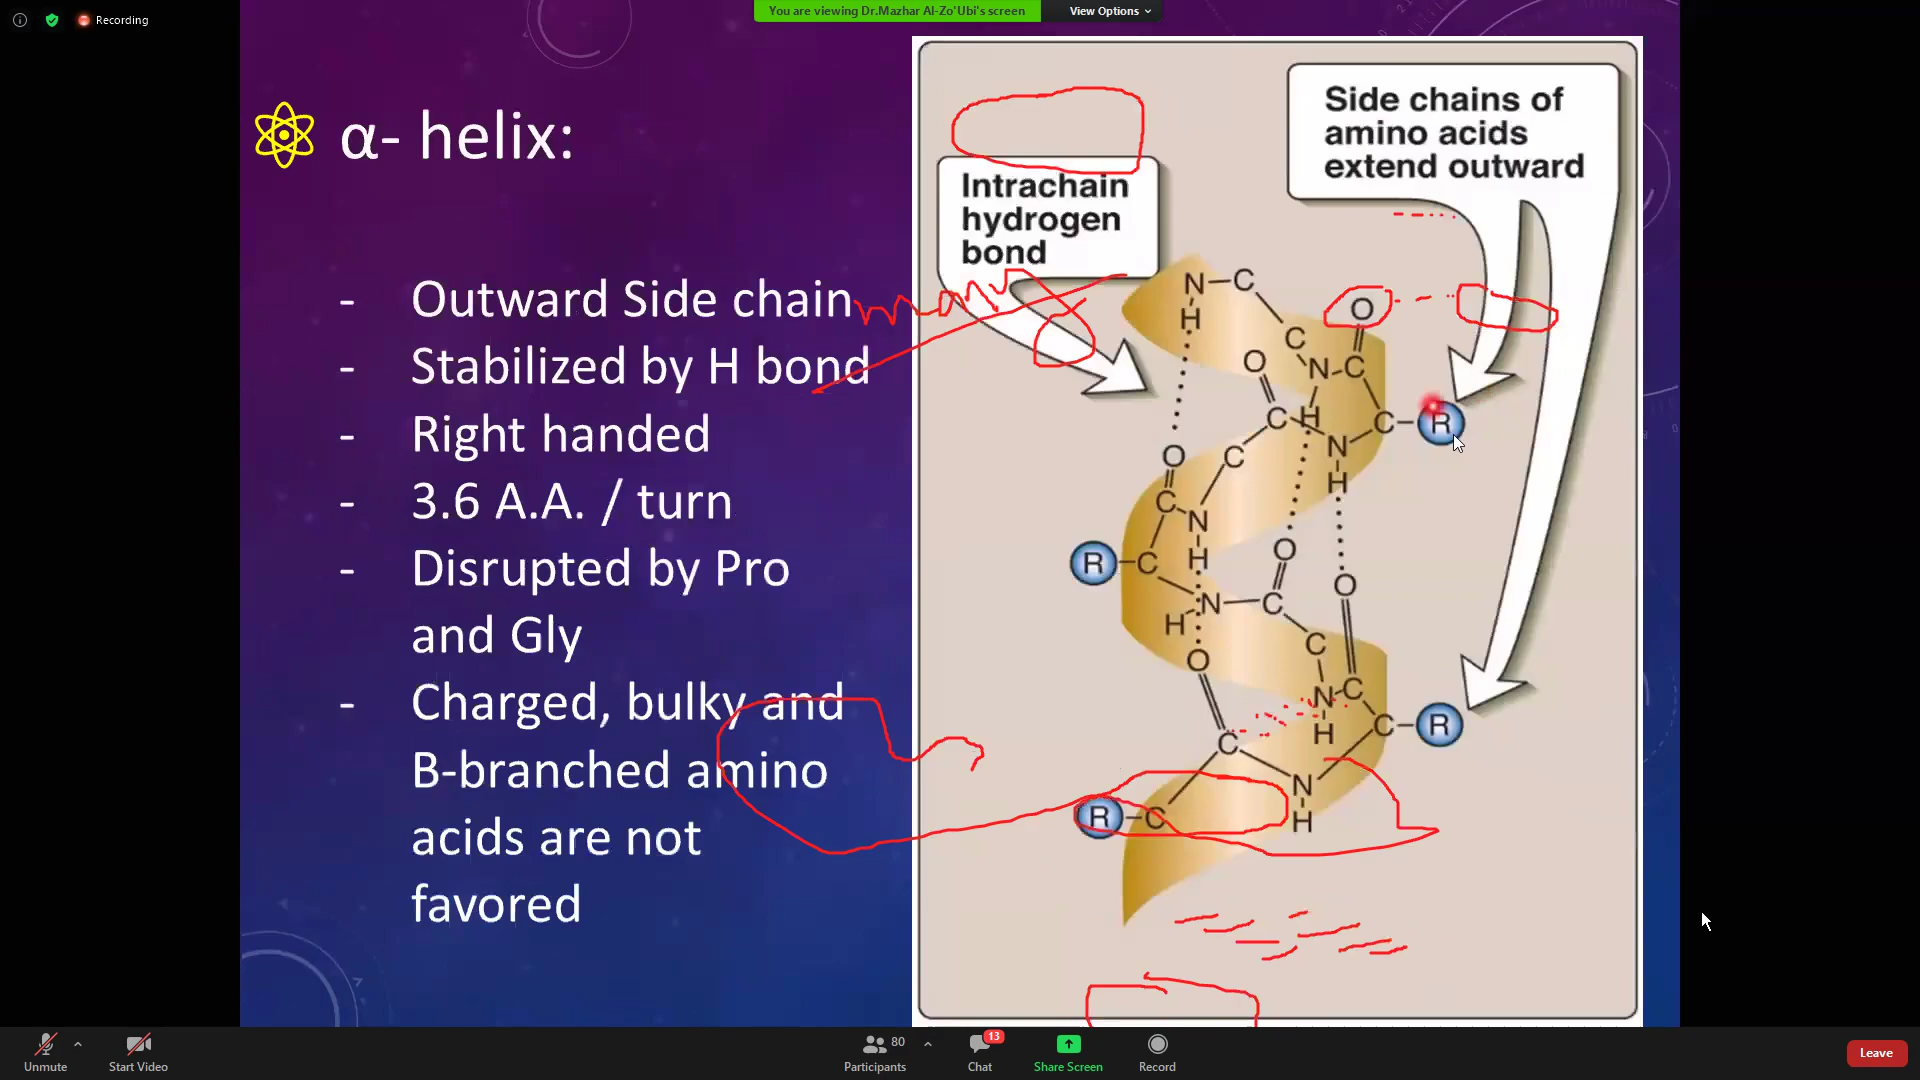 Recording
You are viewing Dr.Mazhar Al-Zo'Ubi's screen
View Options
α- helix:
- Outward Side chain
- Stabilized by H bond
- Right handed
- 3.6 A.A. / turn
- Disrupted by Pro
and Gly
- Charged, bulky and
B-branched amino
acids are not
favored
Intrachain
hydrogen
bond
Side chains of
amino acids
extend outward
N C
H
O
C
O N C
H
C N C R
O C H
C N
R C H O
N C O
H C
O
N C
C H C R
N
R C H
Unmute
Start Video
Participants 80
Chat 13
Share Screen
Record
Leave